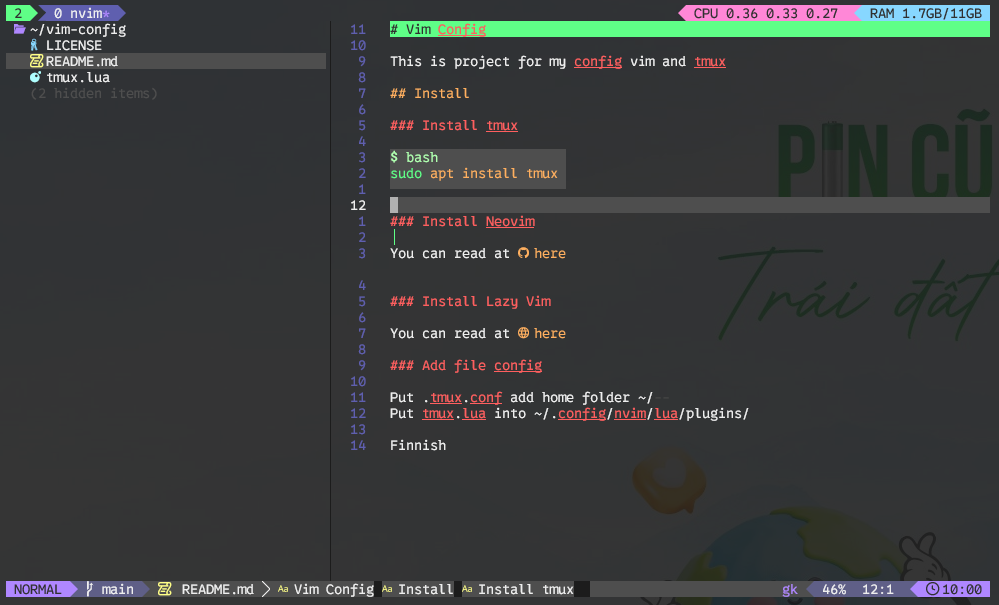 2 0 nvim* CPU 0.36 0.33 0.27 RAM 1.7GB/11GB
~/vim-config
LICENSE
README.md
tmux.lua
(2 hidden items)
11 # Vim Config
10
9 This is project for my config vim and tmux
8
7 ## Install
6
5 ### Install tmux
4
3 $ bash
2 sudo apt install tmux
1
12
1 ### Install Neovim
2
3 You can read at here
4
5 ### Install Lazy Vim
6
7 You can read at here
8
9 ### Add file config
10
11 Put .tmux.conf add home folder ~/
12 Put tmux.lua into ~/.config/nvim/lua/plugins/
13
14 Finnish
PIN CŨ
Trái đất
NORMAL main README.md > Aa Vim Config Aa Install Aa Install tmux gk 46% 12:1 10:00